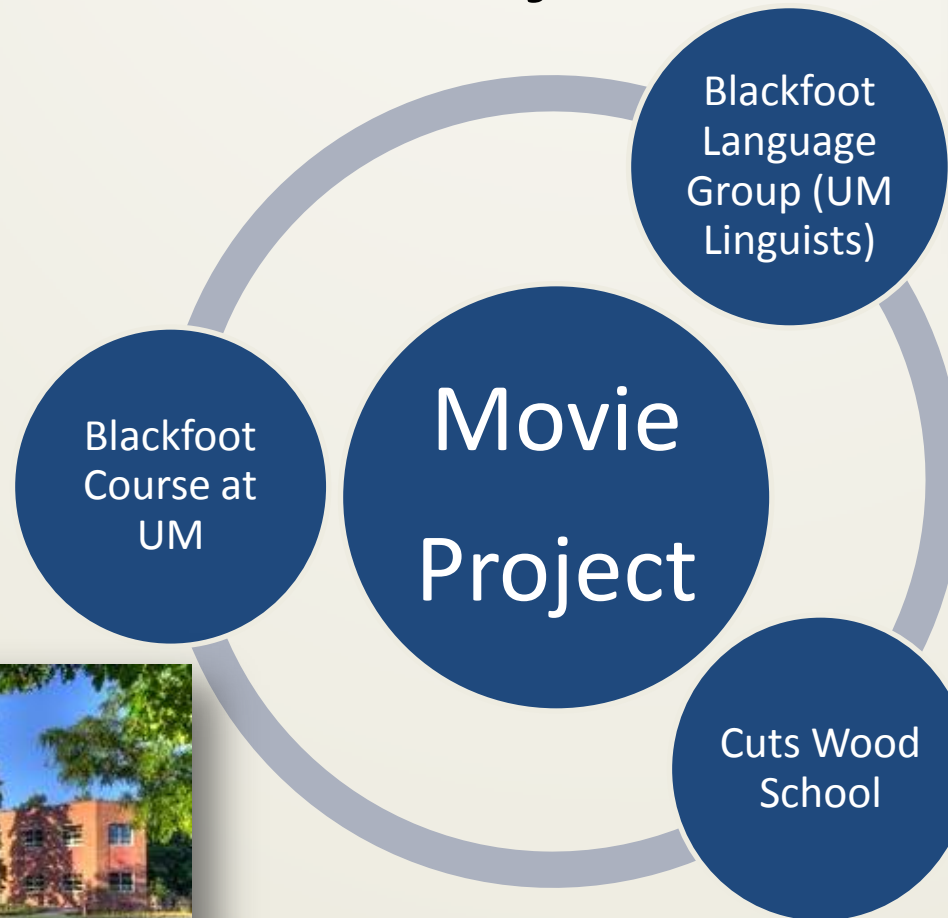 Blackfoot
Language
Group (UM
Linguists)
Movie
Project
Blackfoot
Course at
UM
Cuts Wood
School